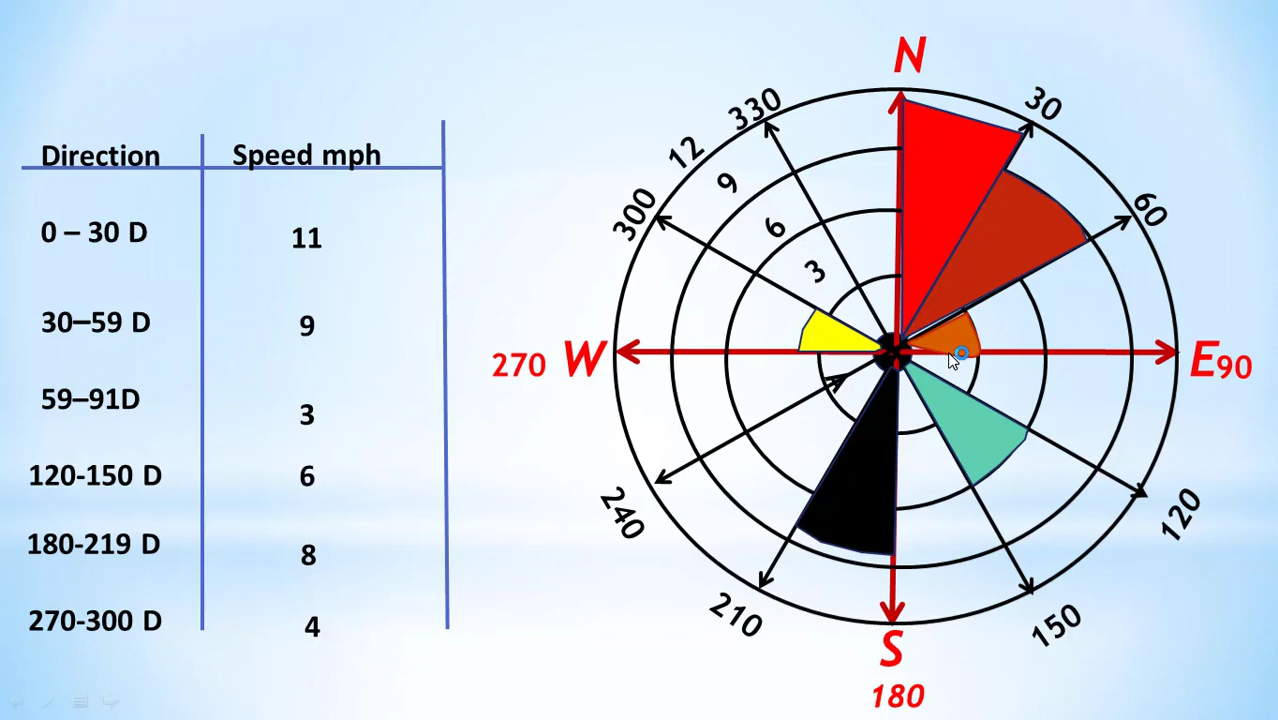 Direction Speed mph
0 – 30 D 11
30–59 D 9
59–91D 3
120-150 D 6
180-219 D 8
270-300 D 4
N
30
60
E90
120
150
S
180
210
240
270 W
300
330
12
9
6
3